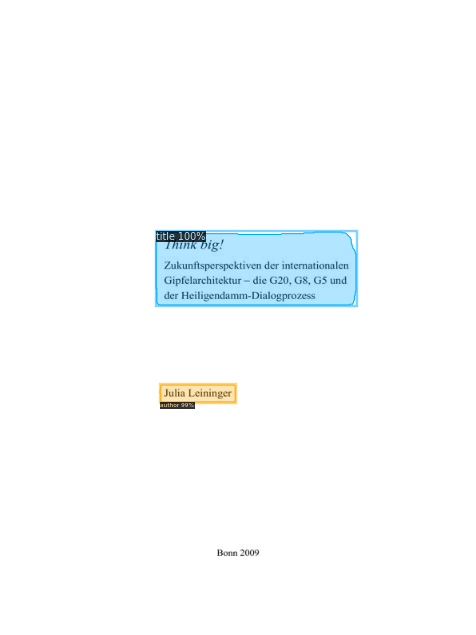 title 100%
Think big!
Zukunftsperspektiven der internationalen
Gipfelarchitektur – die G20, G8, G5 und
der Heiligendamm-Dialogprozess
Julia Leininger
author 99%
Bonn 2009